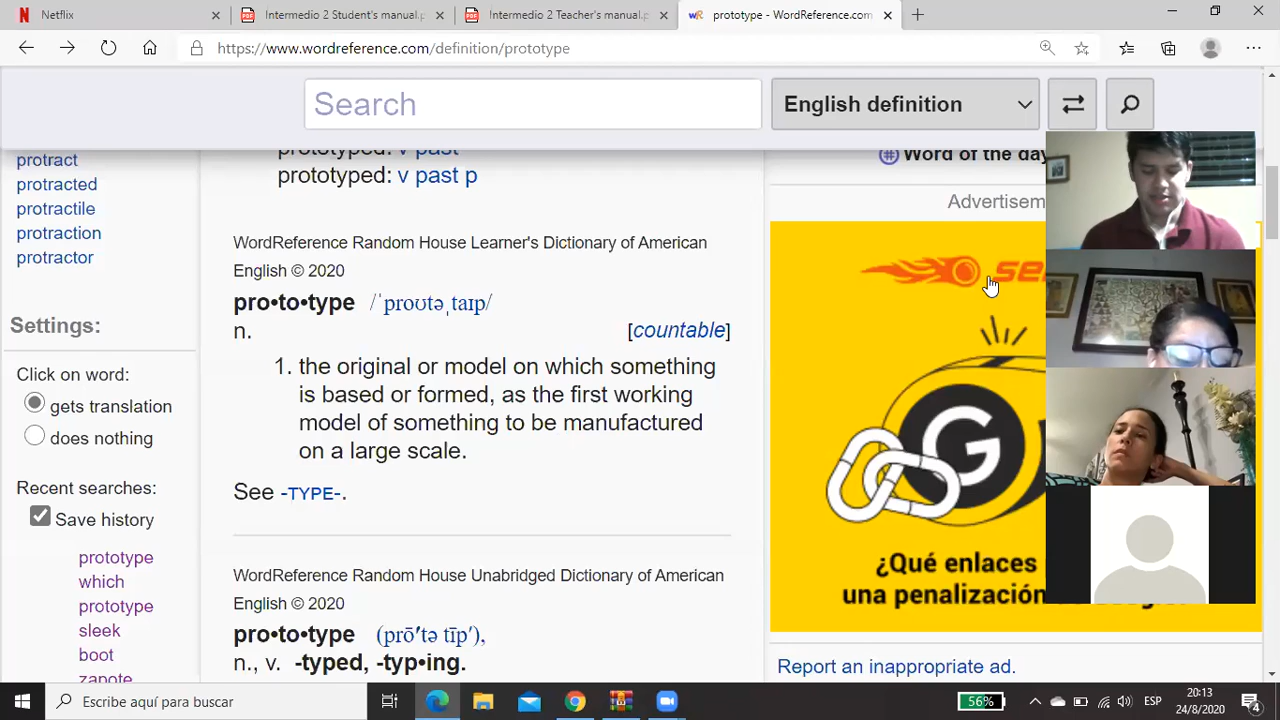 Netflix
Intermedio 2 Student's manual.p
Intermedio 2 Teacher's manual.p
prototype - WordReference.com
https://www.wordreference.com/definition/prototype
Search
English definition
protract
protracted
protractile
protraction
protractor
Settings:
Click on word:
gets translation
does nothing
Recent searches:
Save history
prototype
which
prototype
sleek
boot
zapote
prototyped: v past
prototyped: v past p
WordReference Random House Learner's Dictionary of American
English © 2020
pro•to•type /ˈproʊtəˌtaɪp/
n. [countable]
1. the original or model on which something
is based or formed, as the first working
model of something to be manufactured
on a large scale.
See -TYPE-.
WordReference Random House Unabridged Dictionary of American
English © 2020
pro•to•type (prō′tə tīp′),
n., v. -typed, -typ•ing.
Word of the day
Advertisem
se
G
¿Qué enlaces
una penalización
Report an inappropriate ad.
Escribe aquí para buscar
56%
ESP
20:13
24/8/2020
4